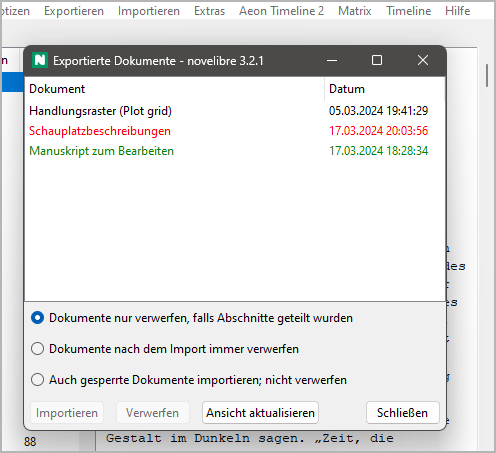 otizen Exportieren Importieren Extras Aeon Timeline 2 Matrix Timeline Hilfe
Exportierte Dokumente - novelibre 3.2.1
Dokument Datum
Handlungsraster (Plot grid) 05.03.2024 19:41:29
Schauplatzbeschreibungen 17.03.2024 20:03:56
Manuskript zum Bearbeiten 17.03.2024 18:28:34
Dokumente nur verwerfen, falls Abschnitte geteilt wurden
Dokumente nach dem Import immer verwerfen
Auch gesperrte Dokumente importieren; nicht verwerfen
Importieren Verwerfen Ansicht aktualisieren Schließen
88 Gestalt im Dunkeln sagen. „Zeit, die